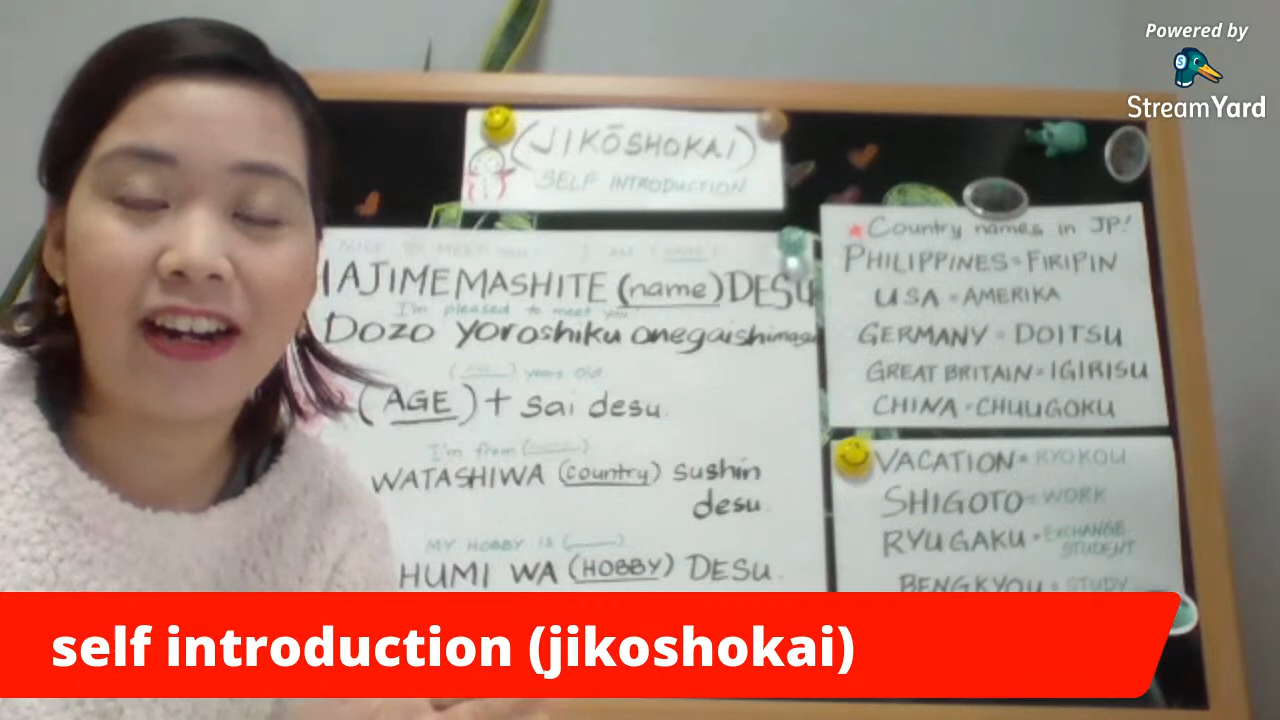 Powered by
StreamYard
(JIKŌSHOKAI)
SELF INTRODUCTION
NICE TO MEET YOU! I AM (NAME)
HAJIMEMASHITE (name) DESU
I'm pleased to meet you!
Dozo yoroshiku onegaishimasu
years old
(AGE) + sai desu.
I'm from
WATASHIWA (country) sushin
desu.
MY HOBBY IS (____)
HUMI WA (HOBBY) DESU.
Country names in JP!
PHILIPPINES = FIRIPIN
USA = AMERIKA
GERMANY = DOITSU
GREAT BRITAIN = IGIRISU
CHINA = CHUUGOKU
VACATION = RYOKOU
SHIGOTO = WORK
RYUGAKU = EXCHANGE
STUDENT
BENGKYOU = STUDY
self introduction (jikoshokai)